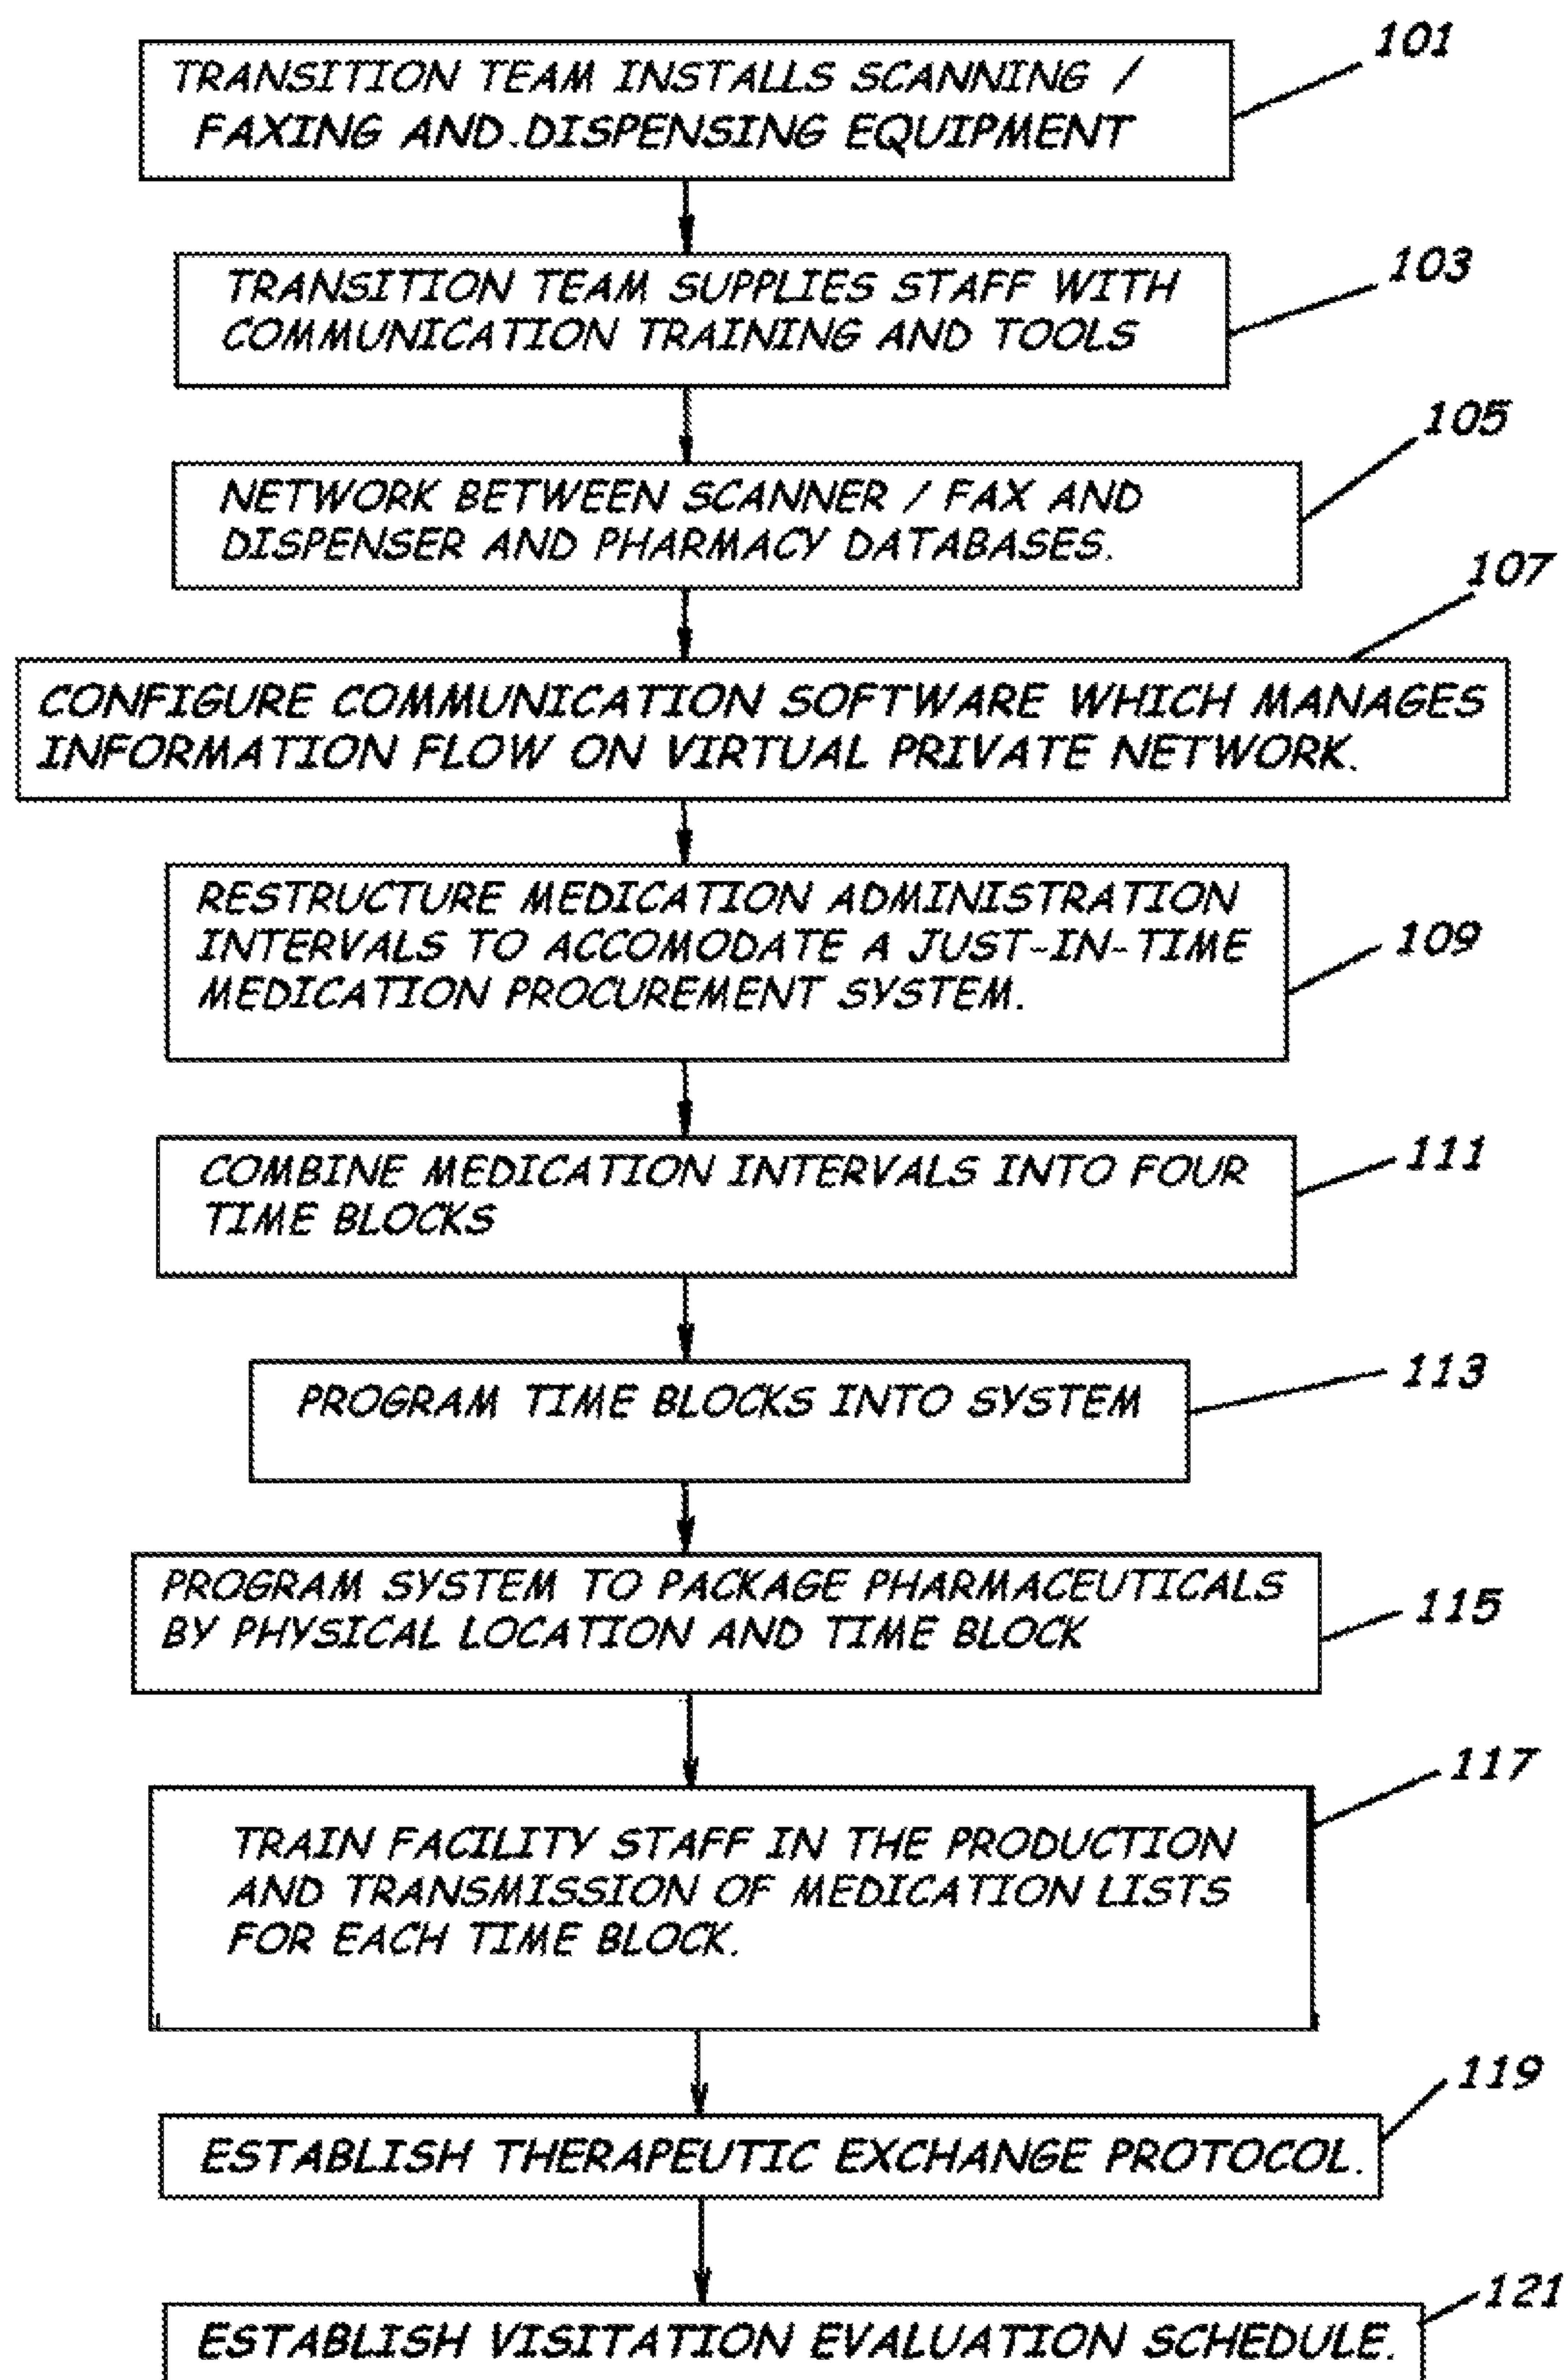 101
TRANSITION TEAM INSTALLS SCANNING /
FAXING AND.DISPENSING EQUIPMENT
103
TRANSITION TEAM SUPPLIES STAFF WITH
COMMUNICATION TRAINING AND TOOLS
105
NETWORK BETWEEN SCANNER / FAX AND
DISPENSER AND PHARMACY DATABASES.
107
CONFIGURE COMMUNICATION SOFTWARE WHICH MANAGES
INFORMATION FLOW ON VIRTUAL PRIVATE NETWORK.
RESTRUCTURE MEDICATION ADMINISTRATION
INTERVALS TO ACCOMODATE A JUST-IN-TIME
MEDICATION PROCUREMENT SYSTEM.
109
COMBINE MEDICATION INTERVALS INTO FOUR
TIME BLOCKS
111
PROGRAM TIME BLOCKS INTO SYSTEM
113
PROGRAM SYSTEM TO PACKAGE PHARMACEUTICALS
BY PHYSICAL LOCATION AND TIME BLOCK
115
117
TRAIN FACILITY STAFF IN THE PRODUCTION
AND TRANSMISSION OF MEDICATION LISTS
FOR EACH TIME BLOCK.
119
ESTABLISH THERAPEUTIC EXCHANGE PROTOCOL.
121
ESTABLISH VISITATION EVALUATION SCHEDULE.